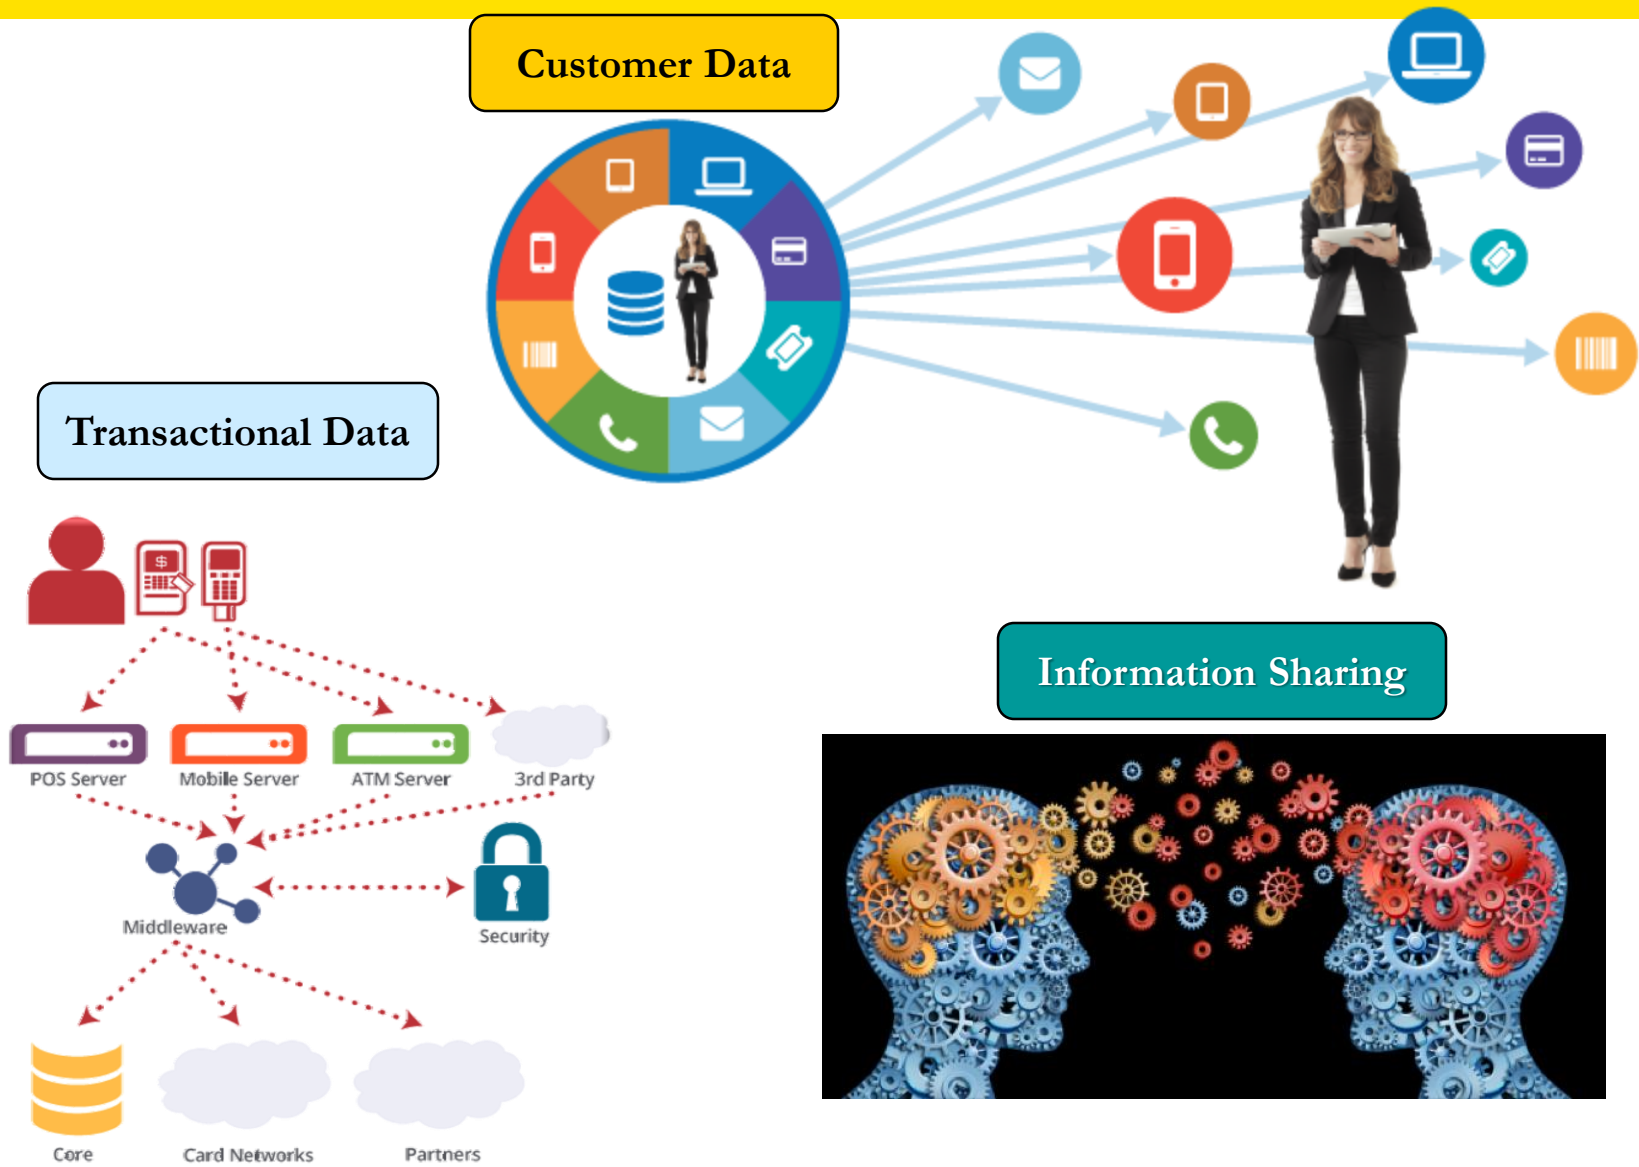 Customer Data
Transactional Data
$
POS Server
Mobile Server
ATM Server
3rd Party
Middleware
Security
Core
Card Networks
Partners
Information Sharing